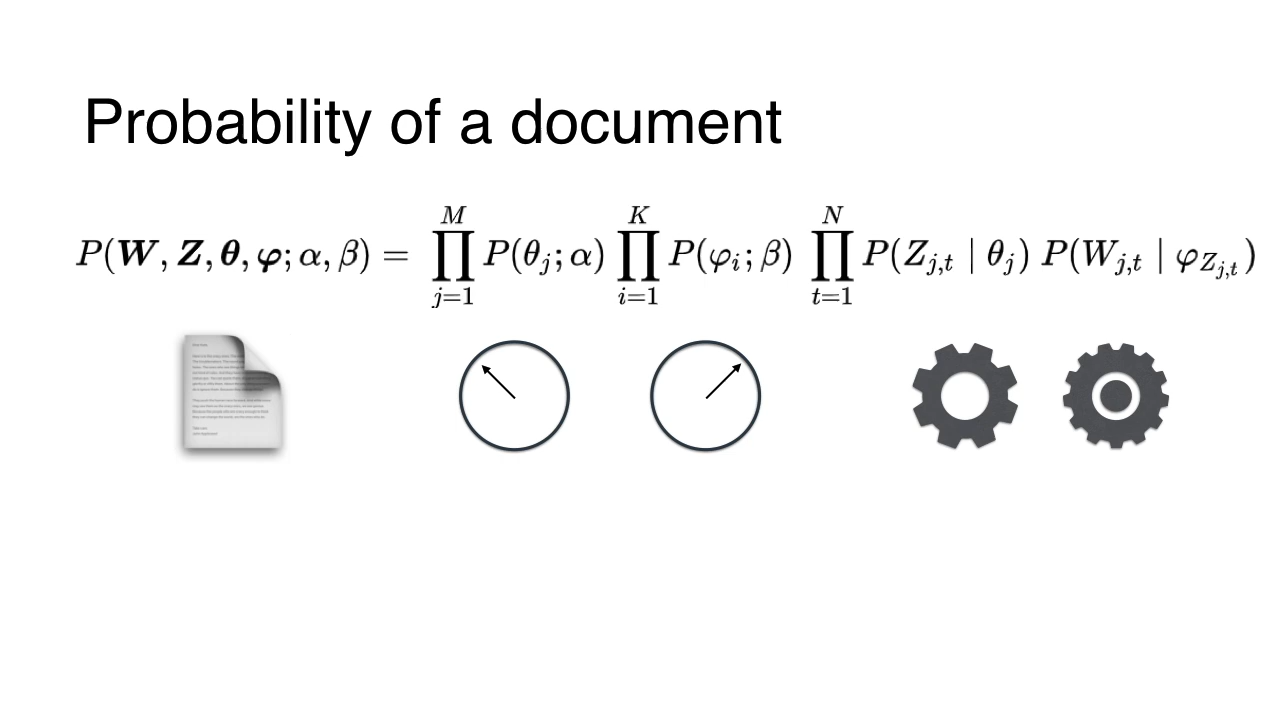 Probability of a document
P(W, Z, θ, φ; α, β) = ∏_{j=1}^{M} P(θ_j; α) ∏_{i=1}^{K} P(φ_i; β) ∏_{t=1}^{N} P(Z_{j,t} | θ_j) P(W_{j,t} | φ_{Z_{j,t}})